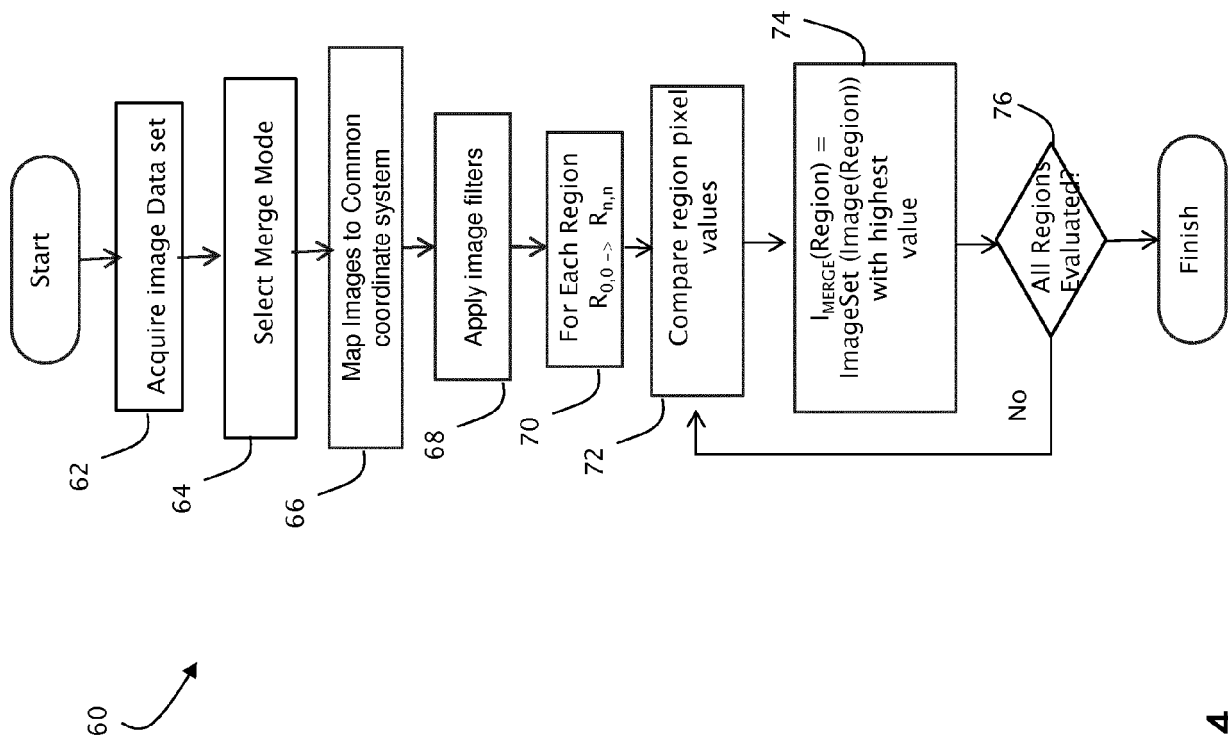 60
Start
62
Acquire image Data set
64
Select Merge Mode
66
Map Images to Common
coordinate system
68
Apply image filters
70
For Each Region
R0,0 -> Rn,n
72
Compare region pixel
values
74
IMERGE(Region) =
ImageSet (Image(Region))
with highest
value
76
All Regions
Evaluated?
No
Finish
4